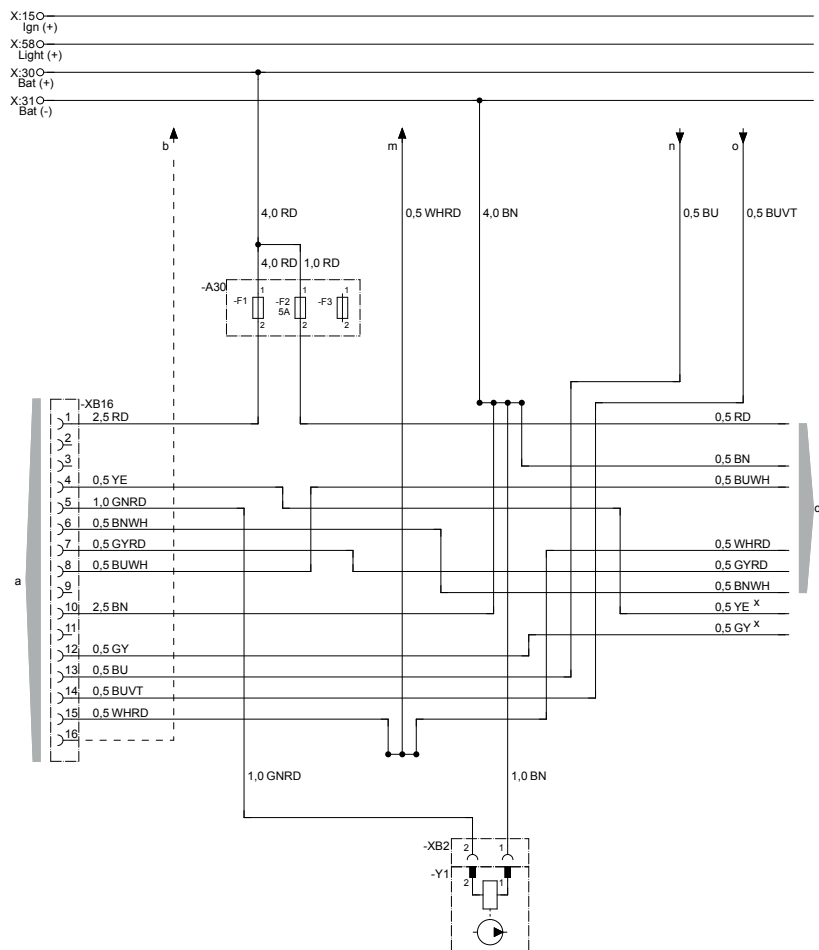 X:15
Ign (+)
X:58
Light (+)
X:30
Bat (+)
X:31
Bat (-)
b
m
n
o
4,0 RD
0,5 WHRD
4,0 BN
0,5 BU
0,5 BUVT
4,0 RD
1,0 RD
-A30
1
1
1
-F1
-F2
5A
-F3
2
2
2
-XB16
1
2,5 RD
0,5 RD
2
3
0,5 BN
4
0,5 YE
0,5 BUWH
5
1,0 GNRD
c
6
0,5 BNWH
7
0,5 GYRD
0,5 WHRD
8
0,5 BUWH
0,5 GYRD
a
9
0,5 BNWH
10
2,5 BN
0,5 YE x
11
0,5 GY x
12
0,5 GY
13
0,5 BU
14
0,5 BUVT
15
0,5 WHRD
16
1,0 GNRD
1,0 BN
-XB2
2
1
-Y1
2
1